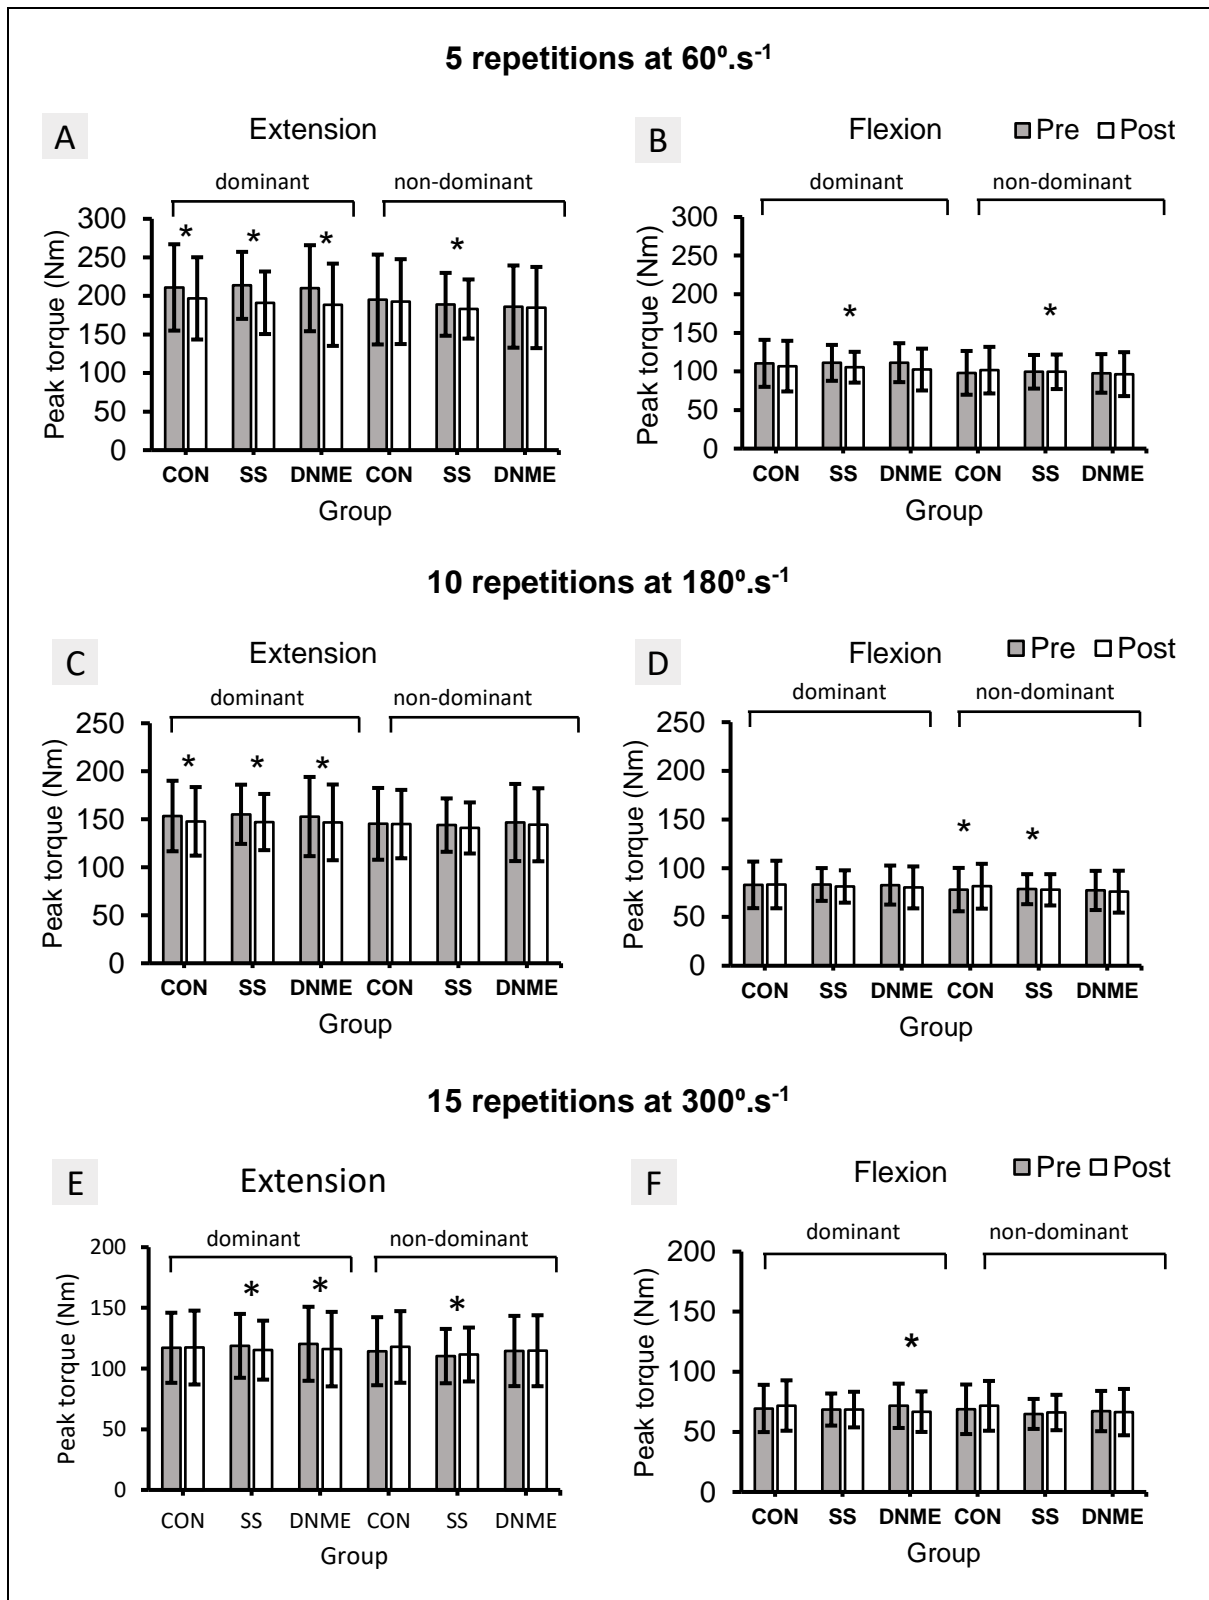 5 repetitions at 60º.s-1
A
Extension
B
Flexion
Pre
Post
dominant
non-dominant
dominant
non-dominant
Peak torque (Nm)
300
250
200
150
100
50
0
* * * *
CON SS DNME CON SS DNME
Group
Peak torque (Nm)
300
250
200
150
100
50
0
* *
CON SS DNME CON SS DNME
Group
10 repetitions at 180º.s-1
C
Extension
D
Flexion
Pre
Post
dominant
non-dominant
dominant
non-dominant
Peak torque (Nm)
250
200
150
100
50
0
* * *
CON SS DNME CON SS DNME
Group
Peak torque (Nm)
250
200
150
100
50
0
* *
CON SS DNME CON SS DNME
Group
15 repetitions at 300º.s-1
E
Extension
F
Flexion
Pre
Post
dominant
non-dominant
dominant
non-dominant
Peak torque (Nm)
200
150
100
50
0
* * *
CON SS DNME CON SS DNME
Group
Peak torque (Nm)
200
150
100
50
0
*
CON SS DNME CON SS DNME
Group